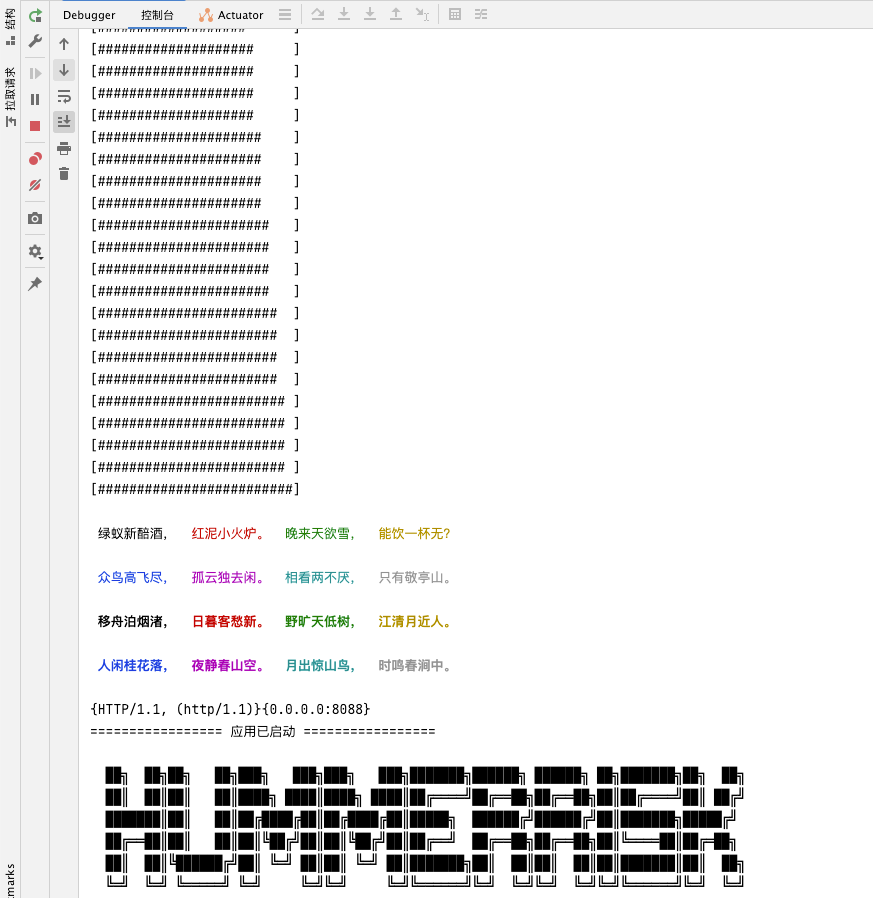 结构
拉取请求
marks
Debugger 控制台 Actuator
[###################      ]
[####################     ]
[####################     ]
[####################     ]
[####################     ]
[#####################    ]
[#####################    ]
[#####################    ]
[#####################    ]
[######################   ]
[######################   ]
[######################   ]
[######################   ]
[#######################  ]
[#######################  ]
[#######################  ]
[#######################  ]
[######################## ]
[######################## ]
[######################## ]
[######################## ]
[#########################]
绿蚁新醅酒, 红泥小火炉。 晚来天欲雪, 能饮一杯无?
众鸟高飞尽, 孤云独去闲。 相看两不厌, 只有敬亭山。
移舟泊烟渚, 日暮客愁新。 野旷天低树, 江清月近人。
人闲桂花落, 夜静春山空。 月出惊山鸟, 时鸣春涧中。
{HTTP/1.1, (http/1.1)}{0.0.0.0:8088}
================= 应用已启动 =================
██╗  ██╗██╗   ██╗███╗   ███╗███╗   ███╗███████╗██████╗ ██████╗ ██╗███████╗██╗  ██╗
██║  ██║██║   ██║████╗ ████║████╗ ████║██╔════╝██╔══██╗██╔══██╗██║██╔════╝██║ ██╔╝
███████║██║   ██║██╔████╔██║██╔████╔██║█████╗  ██████╔╝██████╔╝██║███████╗█████╔╝
██╔══██║██║   ██║██║╚██╔╝██║██║╚██╔╝██║██╔══╝  ██╔══██╗██╔══██╗██║╚════██║██╔═██╗
██║  ██║╚██████╔╝██║ ╚═╝ ██║██║ ╚═╝ ██║███████╗██║  ██║██║  ██║██║███████║██║  ██╗
╚═╝  ╚═╝ ╚═════╝ ╚═╝     ╚═╝╚═╝     ╚═╝╚══════╝╚═╝  ╚═╝╚═╝  ╚═╝╚═╝╚══════╝╚═╝  ╚═╝